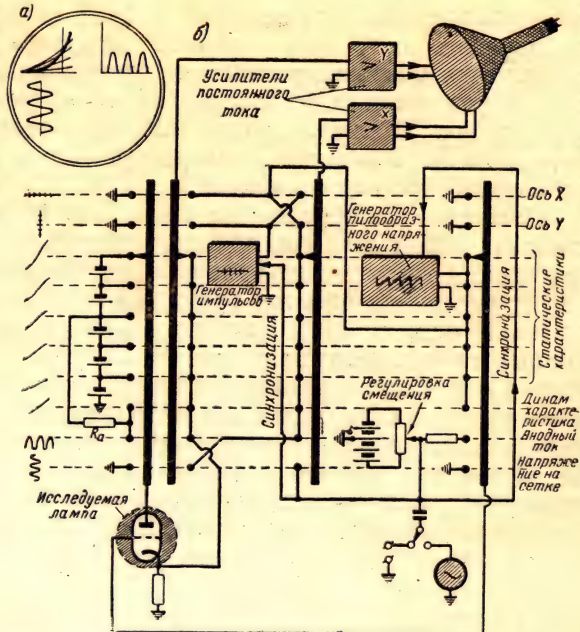 а)
б)
Y
Усилители
постоянного
тока
X
Ось X
Ось Y
Генератор
пилообраз-
ного напря-
жения
Генератор
импульсов
Синхронизация
Синхронизация
Статические
характеристики
Регулировка
смещения
Динам
характе-
ристика
Анодный
ток
Напряже-
ние на
сетке
Rа
Исследуемая
лампа